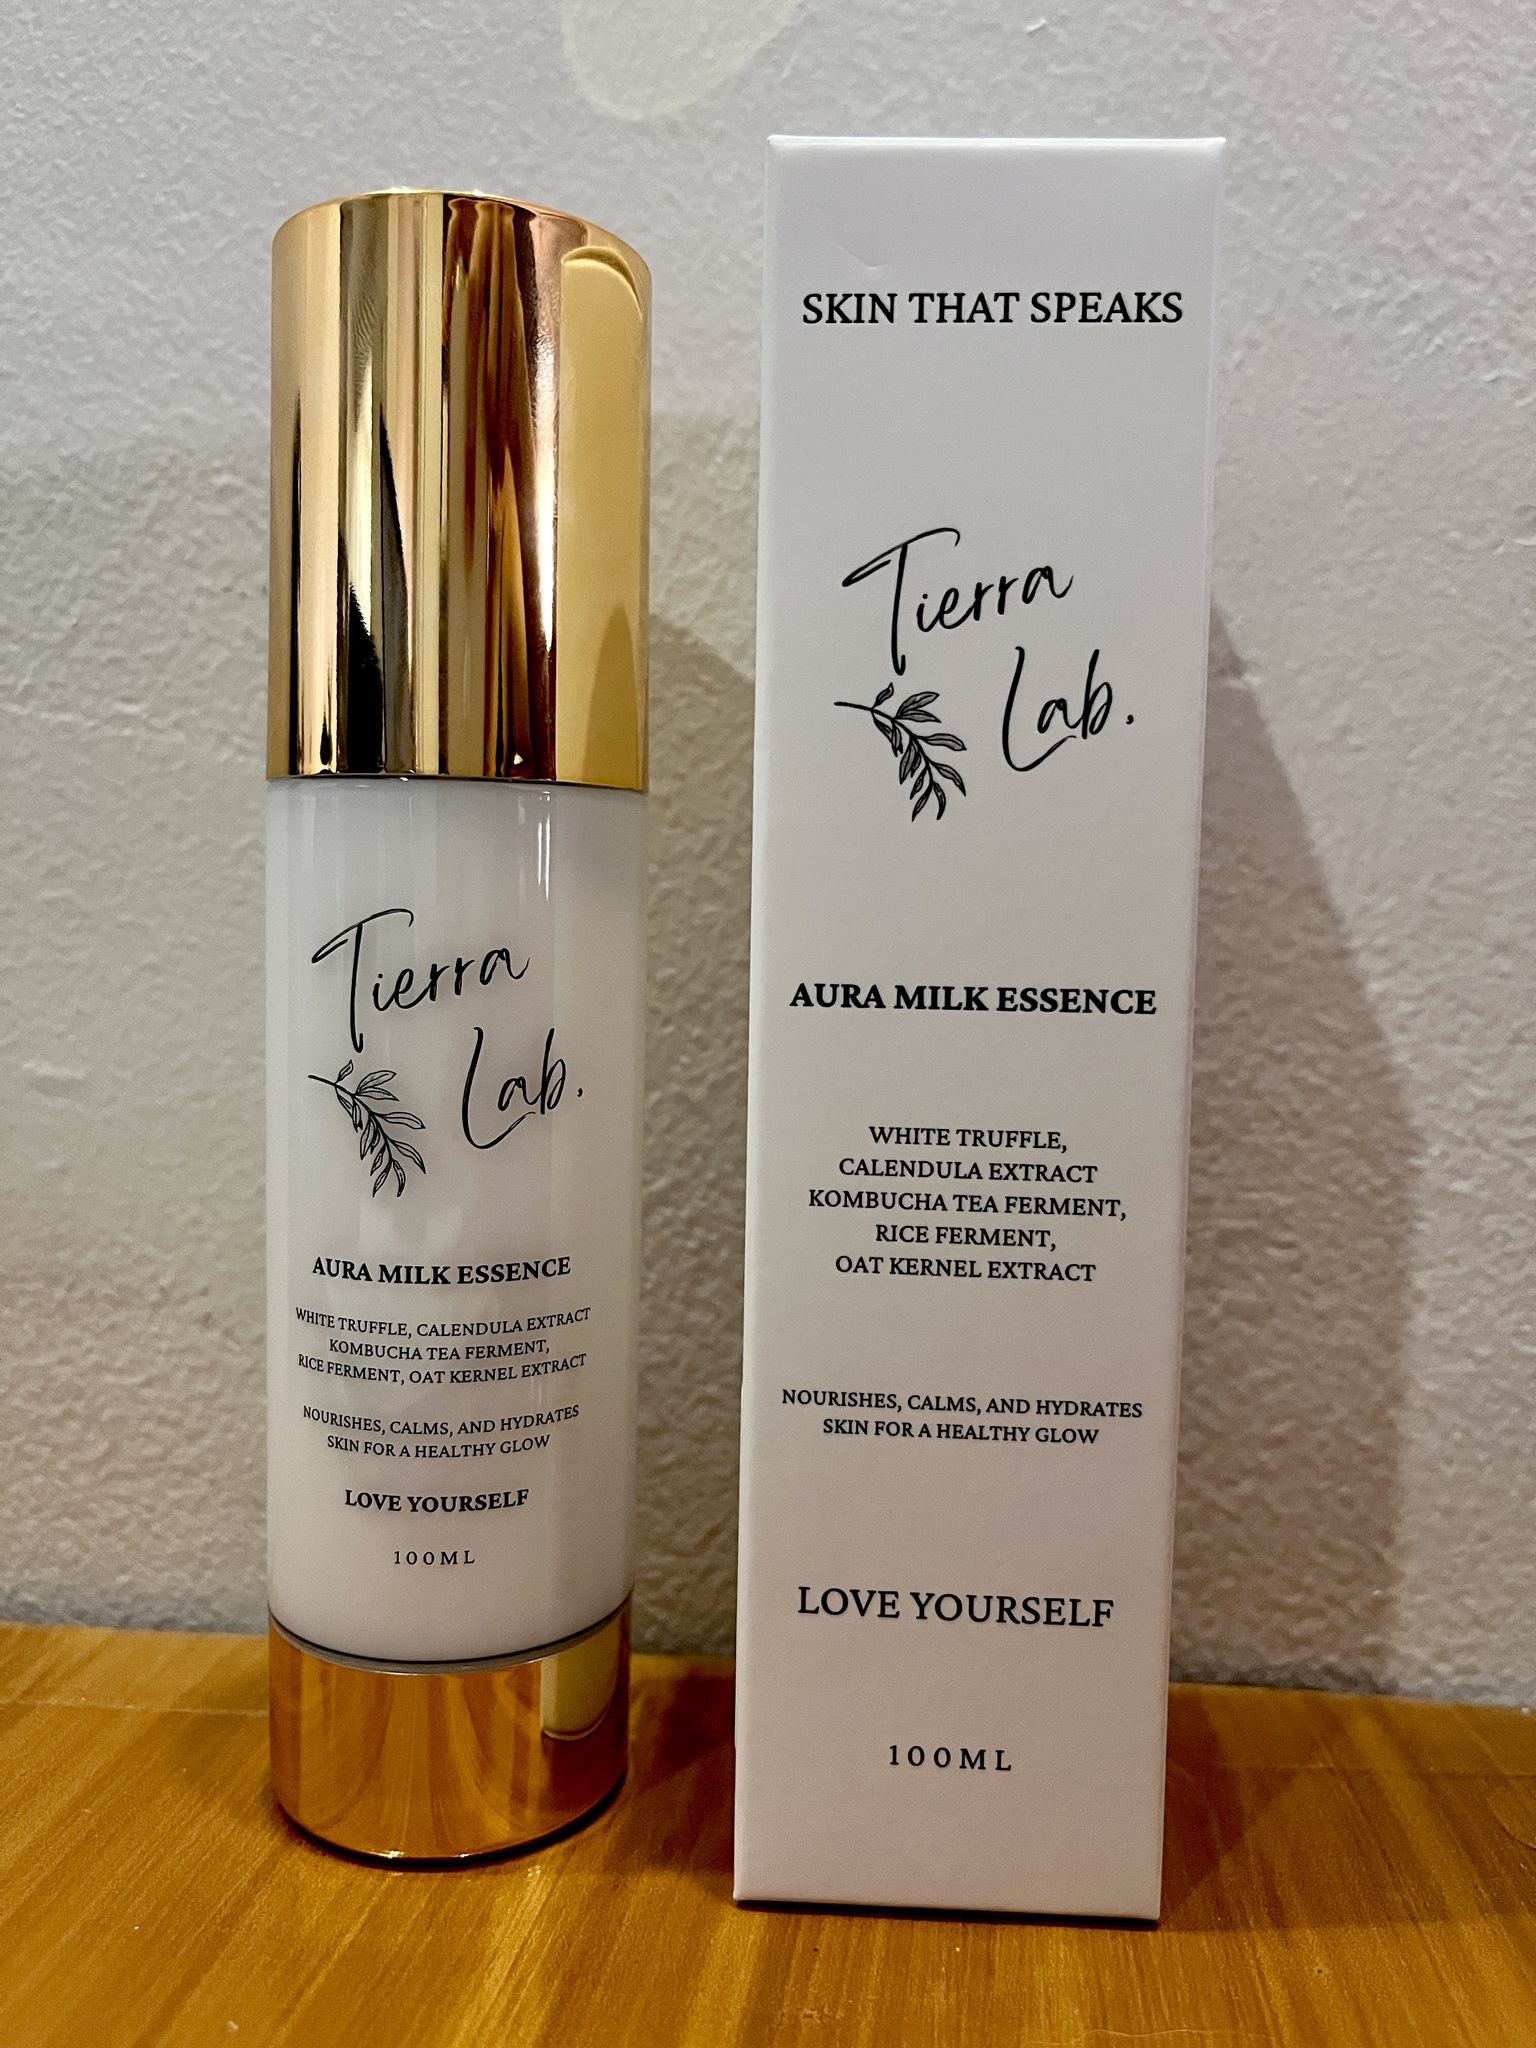 Tierra
Lab.
AURA MILK ESSENCE
WHITE TRUFFLE, CALENDULA EXTRACT
KOMBUCHA TEA FERMENT,
RICE FERMENT, OAT KERNEL EXTRACT
NOURISHES, CALMS, AND HYDRATES
SKIN FOR A HEALTHY GLOW
LOVE YOURSELF
100ML
SKIN THAT SPEAKS
Tierra
Lab.
AURA MILK ESSENCE
WHITE TRUFFLE,
CALENDULA EXTRACT
KOMBUCHA TEA FERMENT,
RICE FERMENT,
OAT KERNEL EXTRACT
NOURISHES, CALMS, AND HYDRATES
SKIN FOR A HEALTHY GLOW
LOVE YOURSELF
100ML